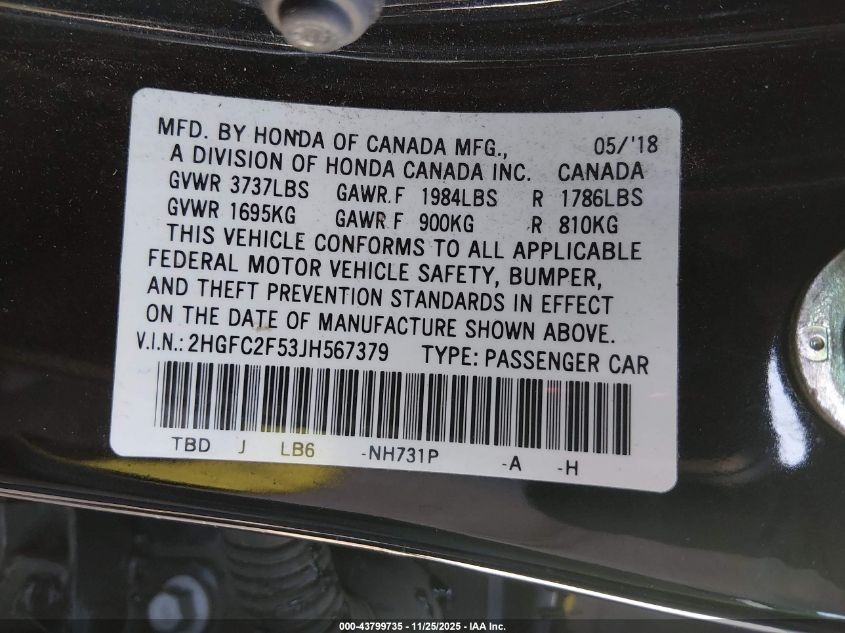 MFD. BY HONDA OF CANADA MFG., 05/'18
A DIVISION OF HONDA CANADA INC. CANADA
GVWR 3737LBS GAWR.F 1984LBS R 1786LBS
GVWR 1695KG GAWR F 900KG R 810KG
THIS VEHICLE CONFORMS TO ALL APPLICABLE
FEDERAL MOTOR VEHICLE SAFETY, BUMPER,
AND THEFT PREVENTION STANDARDS IN EFFECT
ON THE DATE OF MANUFACTURE SHOWN ABOVE.
V.I.N.: 2HGFC2F53JH567379 TYPE: PASSENGER CAR
TBD J LB6 -NH731P -A -H
000-43799735 - 11/25/2025 - IAA Inc.